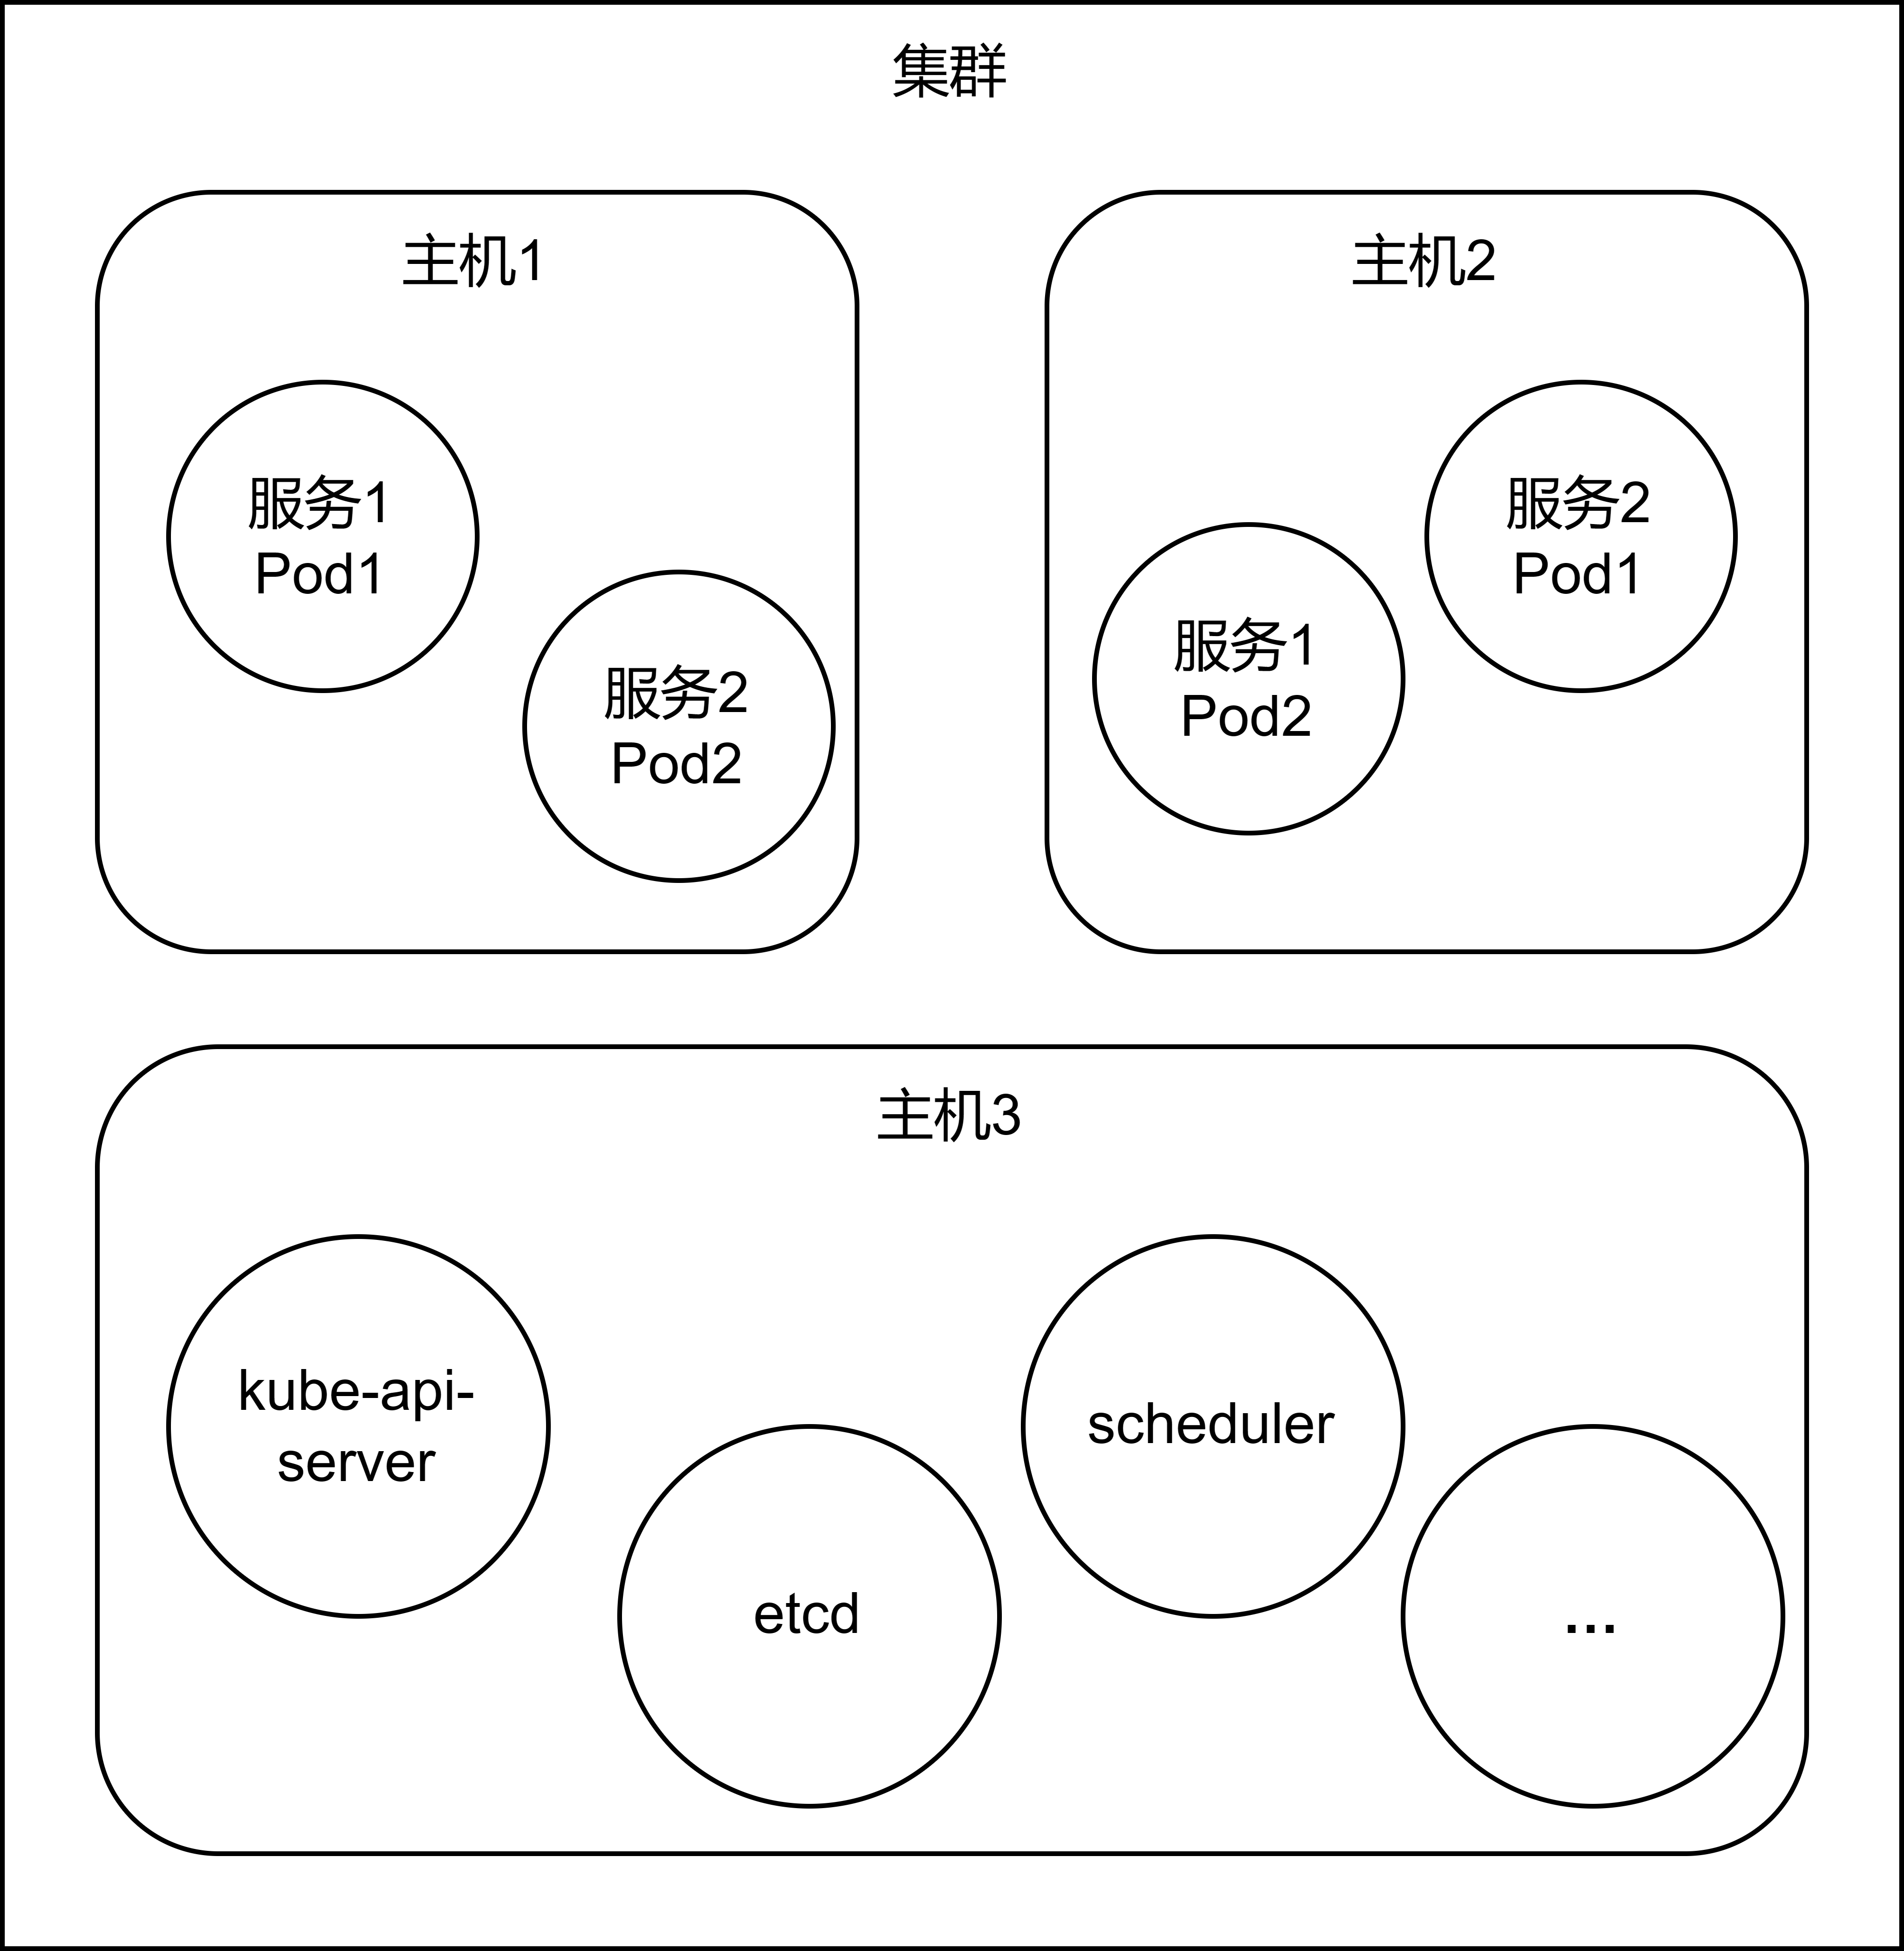 集群
主机1
服务1
Pod1
服务2
Pod2
主机2
服务1
Pod2
服务2
Pod1
主机3
kube-api-
server
etcd
scheduler
...